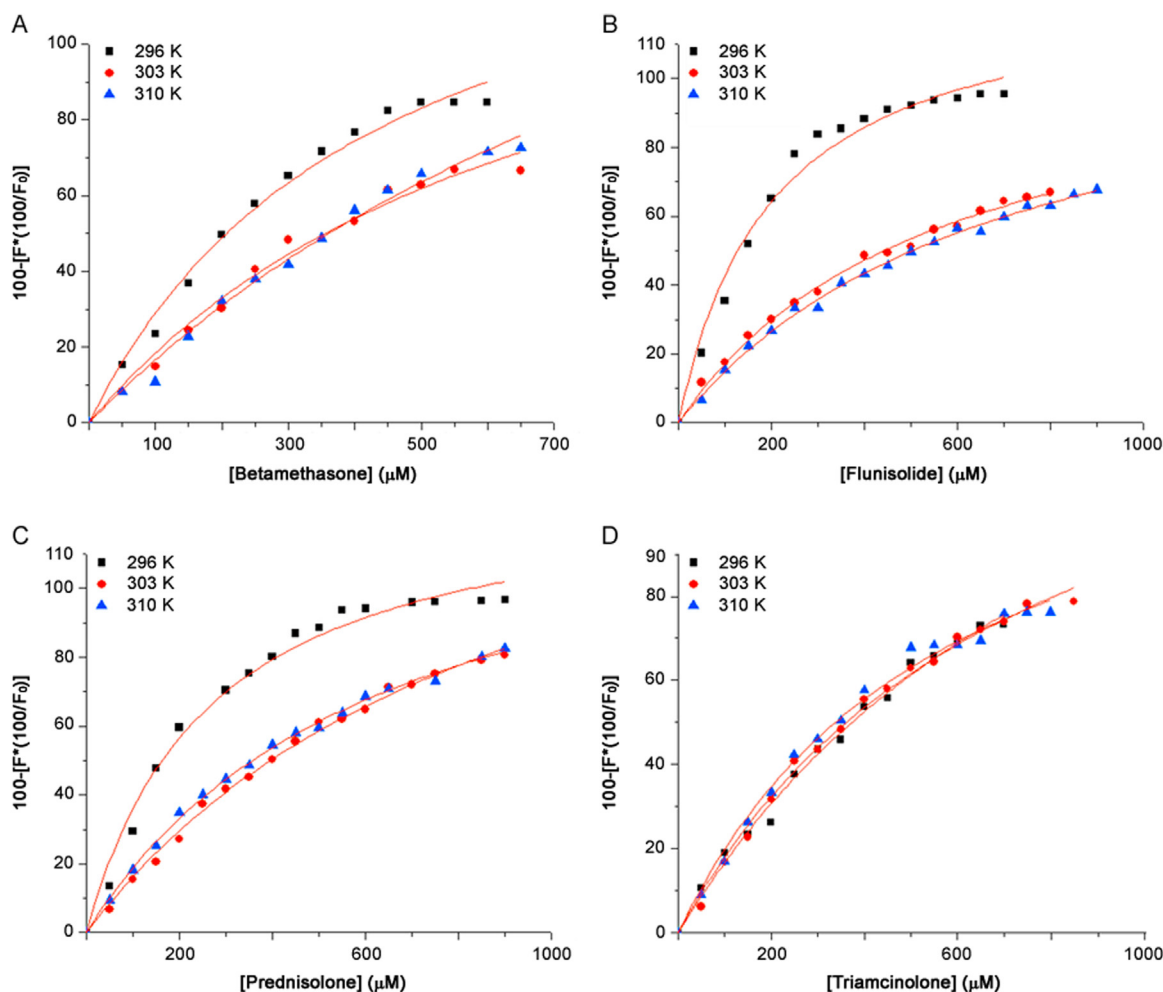 A
100
80
60
40
20
0
296 K
303 K
310 K
100-[F*(100/F0)]
100
300
500
700
[Betamethasone] (μM)
B
110
100
80
60
40
20
0
296 K
303 K
310 K
100-[F*(100/F0)]
200
600
1000
[Flunisolide] (μM)
C
110
100
80
60
40
20
0
296 K
303 K
310 K
100-[F*(100/F0)]
200
600
1000
[Prednisolone] (μM)
D
90
80
60
40
20
0
296 K
303 K
310 K
100-[F*(100/F0)]
200
600
1000
[Triamcinolone] (μM)